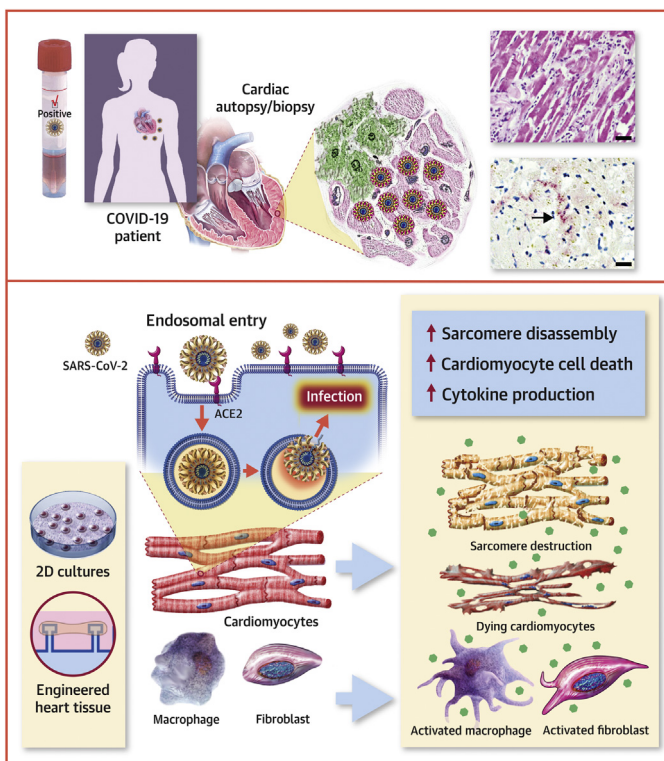 Positive
COVID-19
patient
Cardiac
autopsy/biopsy
Endosomal entry
SARS-CoV-2
ACE2
Infection
2D cultures
Engineered
heart tissue
Cardiomyocytes
Macrophage
Fibroblast
↑ Sarcomere disassembly
↑ Cardiomyocyte cell death
↑ Cytokine production
Sarcomere destruction
Dying cardiomyocytes
Activated macrophage
Activated fibroblast